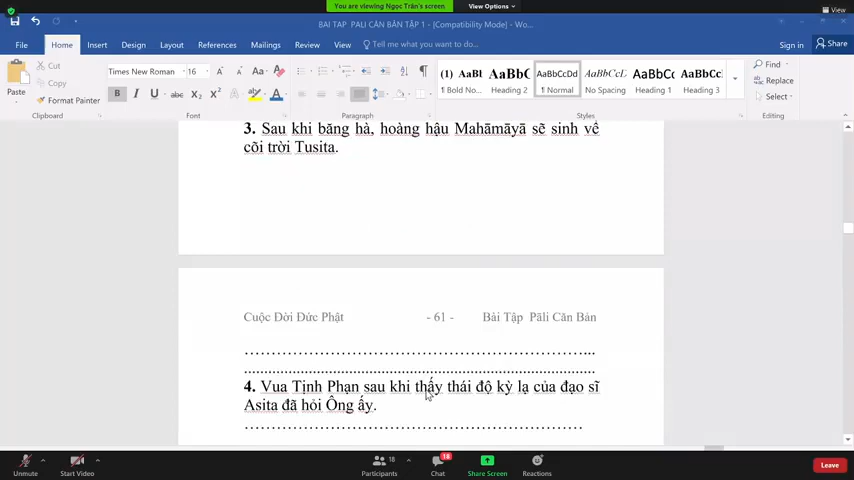 You are viewing Ngọc Trần's screen View Options View
BAI TAP PALI CĂN BẢN TẬP 1 - [Compatibility Mode] - Wo...
File Home Insert Design Layout References Mailings Review View Tell me what you want to do... Sign in Share
Cut Times New Roman 16 Aa (1) AaBl AaBbC AaBbCcDd AaBbCcL AaBbCc AaBbCc Find
Copy Replace
Paste Format Painter B I U abc X₂ X² A ¶ Bold No... Heading 2 ¶ Normal No Spacing Heading 1 Heading 3 Select
Clipboard Font Paragraph Styles Editing
3. Sau khi băng hà, hoàng hậu Mahāmāyā sẽ sinh về
cõi trời Tusita.
Cuộc Đời Đức Phật - 61 - Bài Tập Pāli Căn Bản
4. Vua Tịnh Phạn sau khi thấy thái độ kỳ lạ của đạo sĩ
Asita đã hỏi Ông ấy.
Unmute Start Video Participants 18 Chat 18 Share Screen Reactions Leave